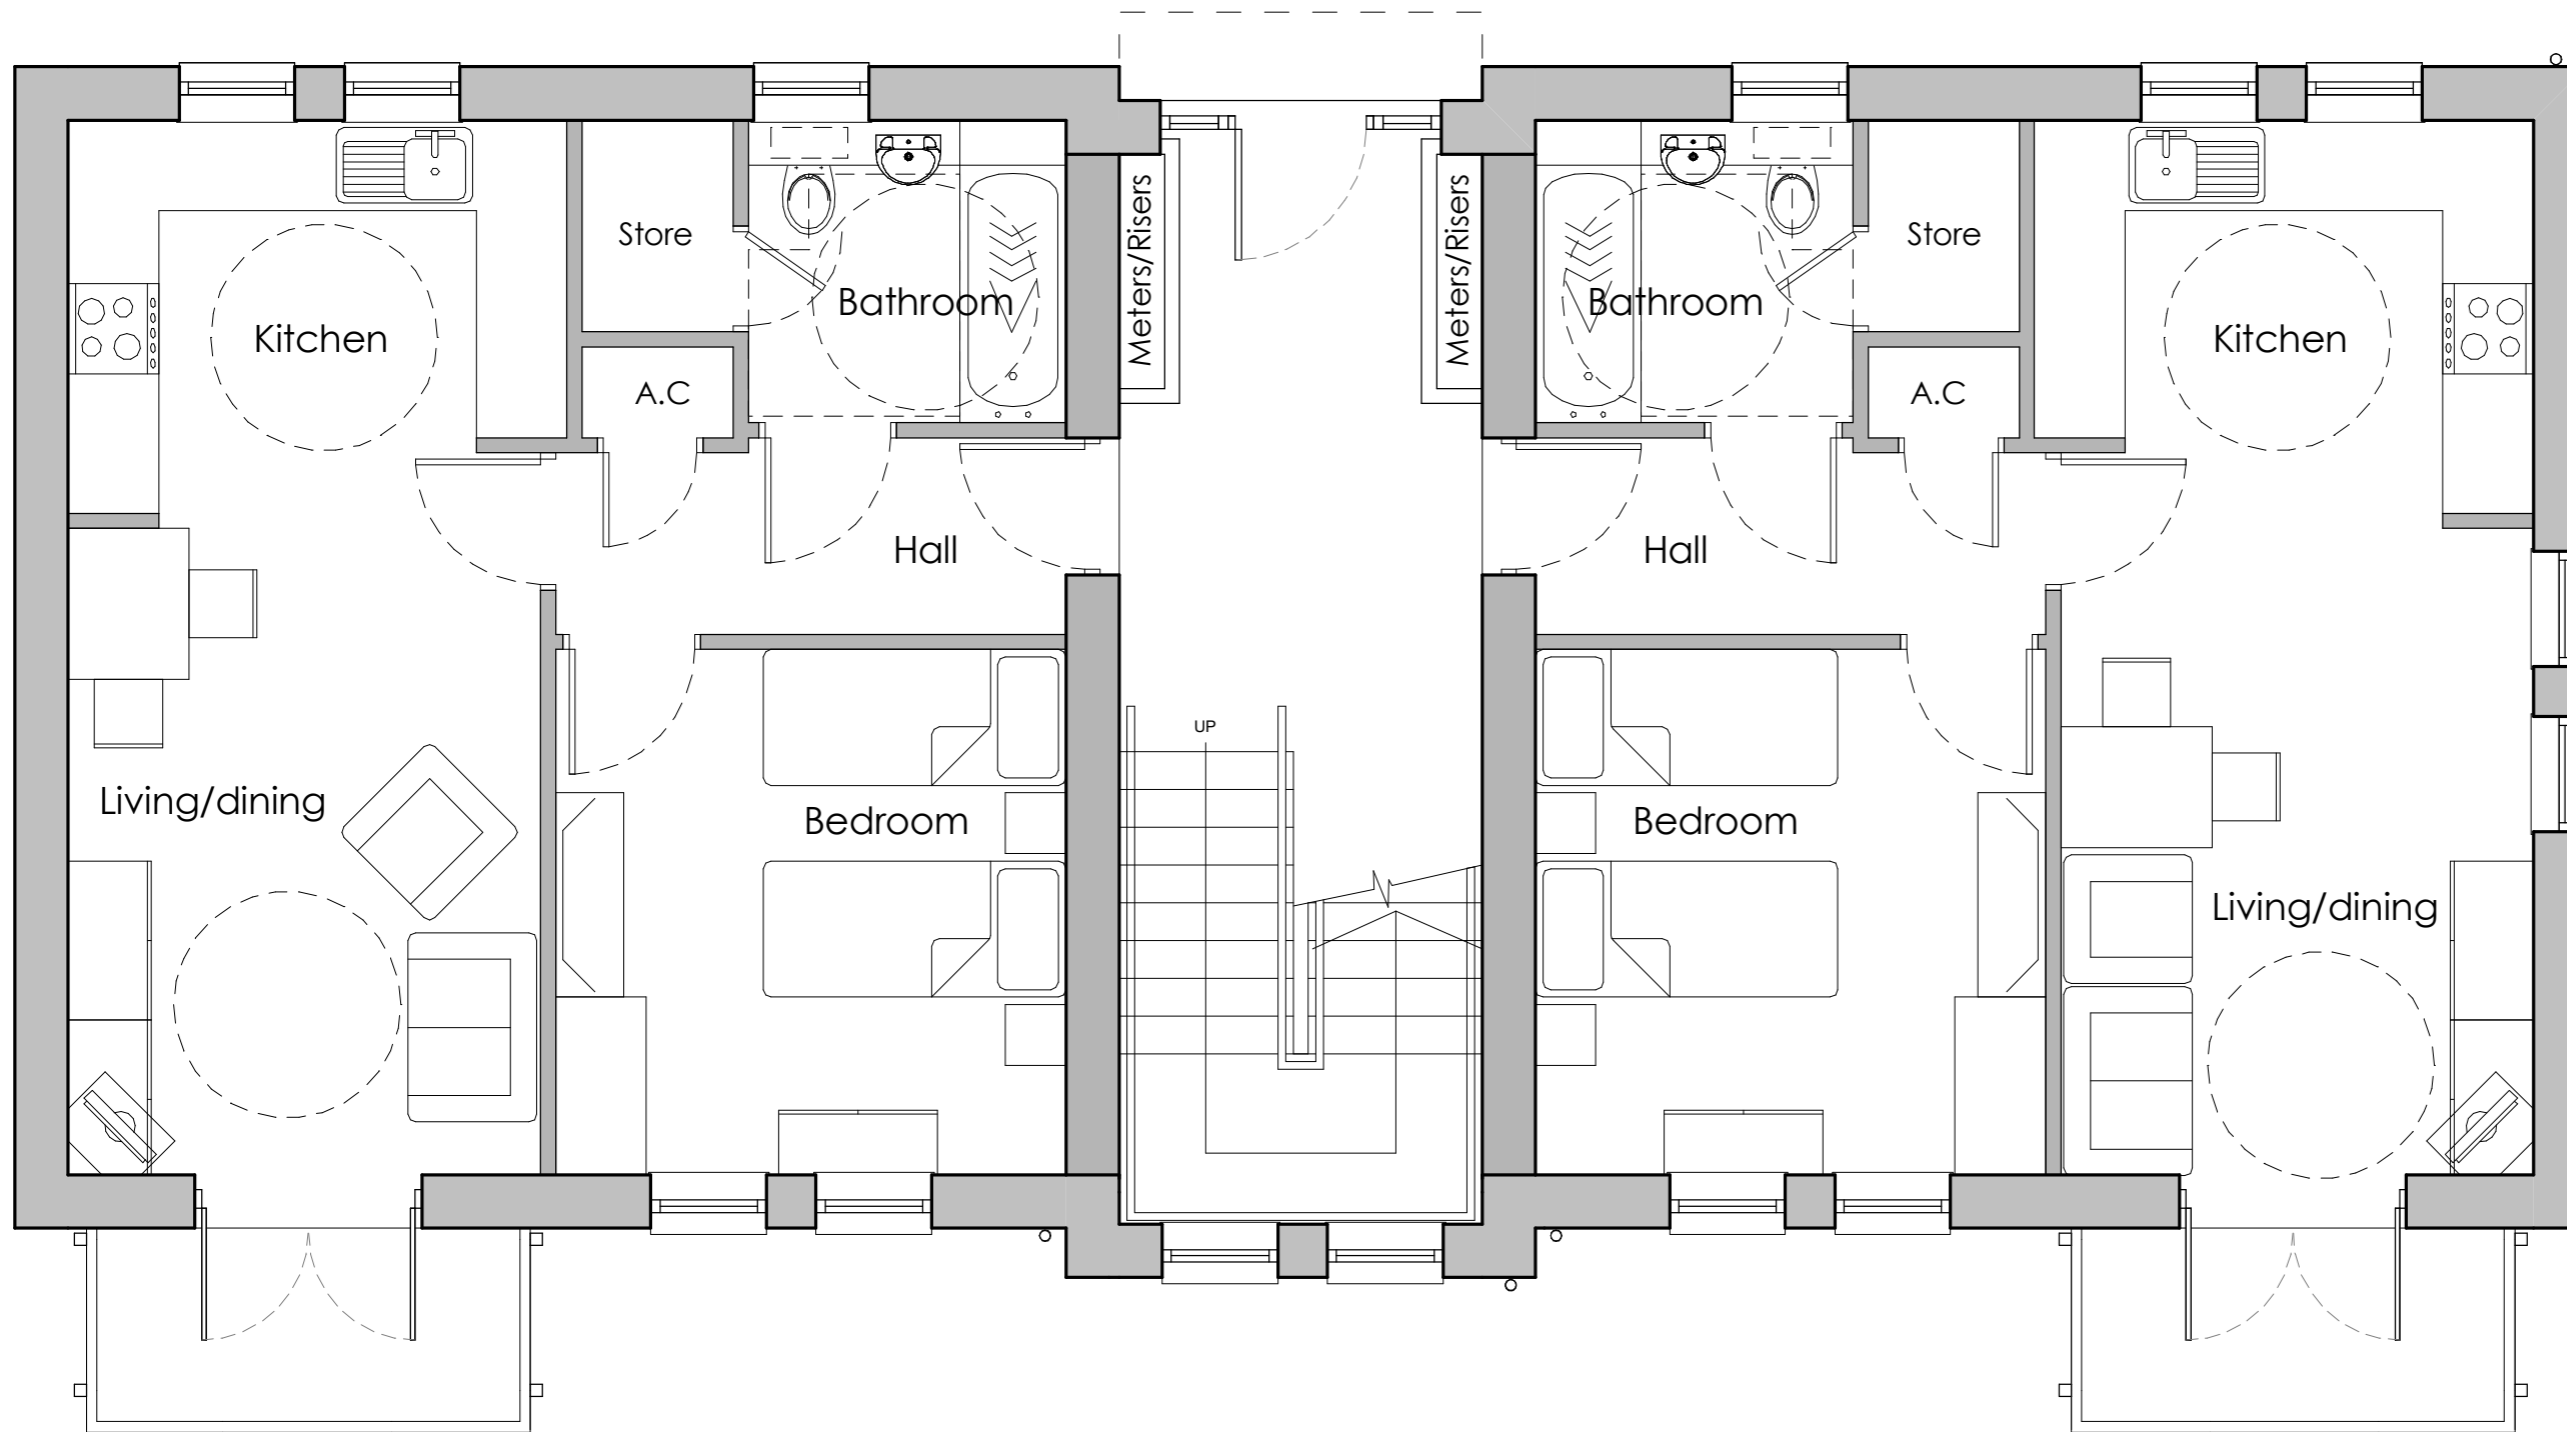 Meters/Risers
Meters/Risers
Store
Store
Bathroom
Bathroom
Kitchen
Kitchen
A.C
A.C
Hall
Hall
UP
Living/dining
Bedroom
Bedroom
Living/dining